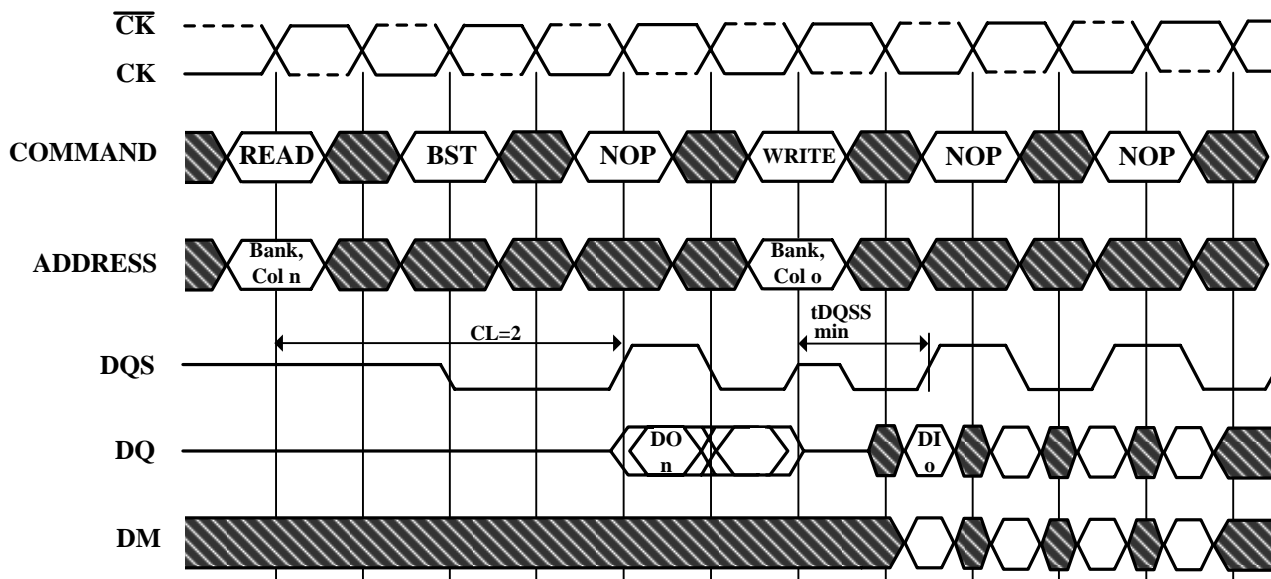 C̅K̅
CK
COMMAND
READ
BST
NOP
WRITE
NOP
NOP
ADDRESS
Bank,
Col n
Bank,
Col o
tDQSS
min
CL=2
DQS
DQ
DO
n
DI
o
DM